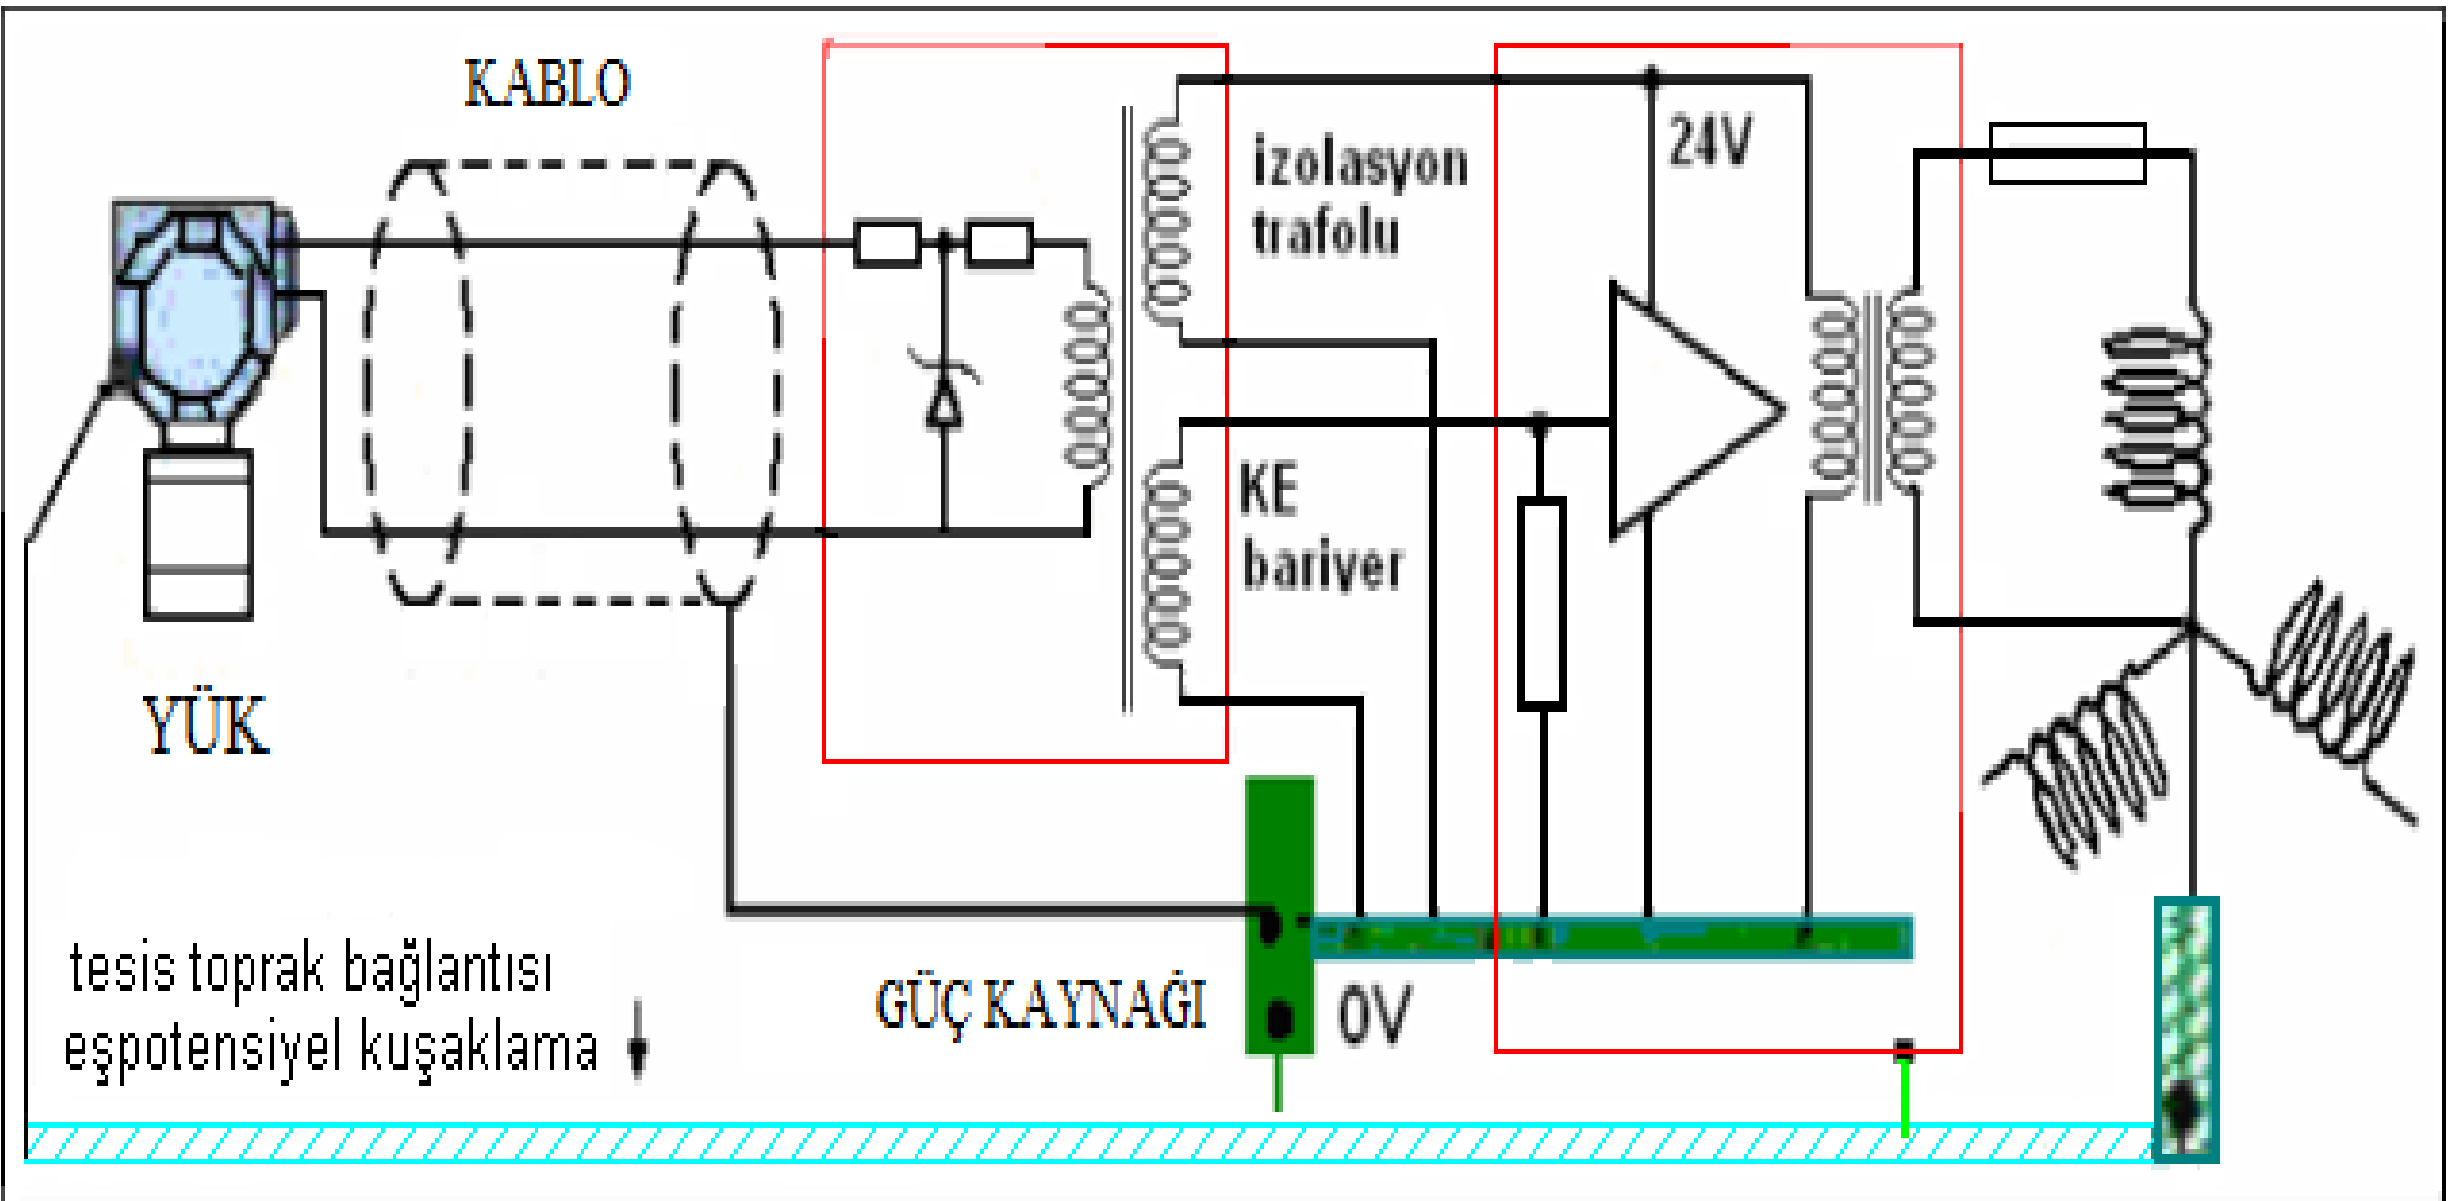 KABLO
24V
izolasyon
trafolu
KE
bariyer
YÜK
tesis toprak bağlantısı
eşpotensiyel kuşaklama
GÜÇ KAYNAĞI
0V